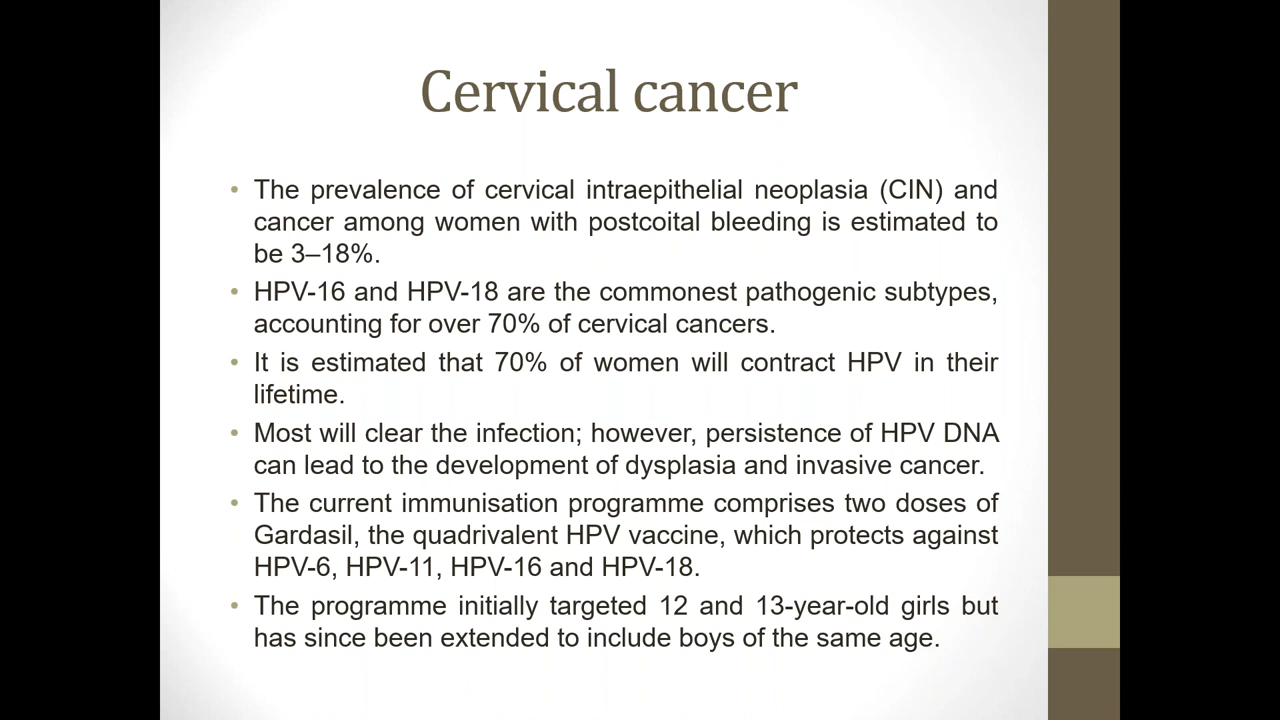 Cervical cancer
• The prevalence of cervical intraepithelial neoplasia (CIN) and
cancer among women with postcoital bleeding is estimated to
be 3–18%.
• HPV-16 and HPV-18 are the commonest pathogenic subtypes,
accounting for over 70% of cervical cancers.
• It is estimated that 70% of women will contract HPV in their
lifetime.
• Most will clear the infection; however, persistence of HPV DNA
can lead to the development of dysplasia and invasive cancer.
• The current immunisation programme comprises two doses of
Gardasil, the quadrivalent HPV vaccine, which protects against
HPV-6, HPV-11, HPV-16 and HPV-18.
• The programme initially targeted 12 and 13-year-old girls but
has since been extended to include boys of the same age.